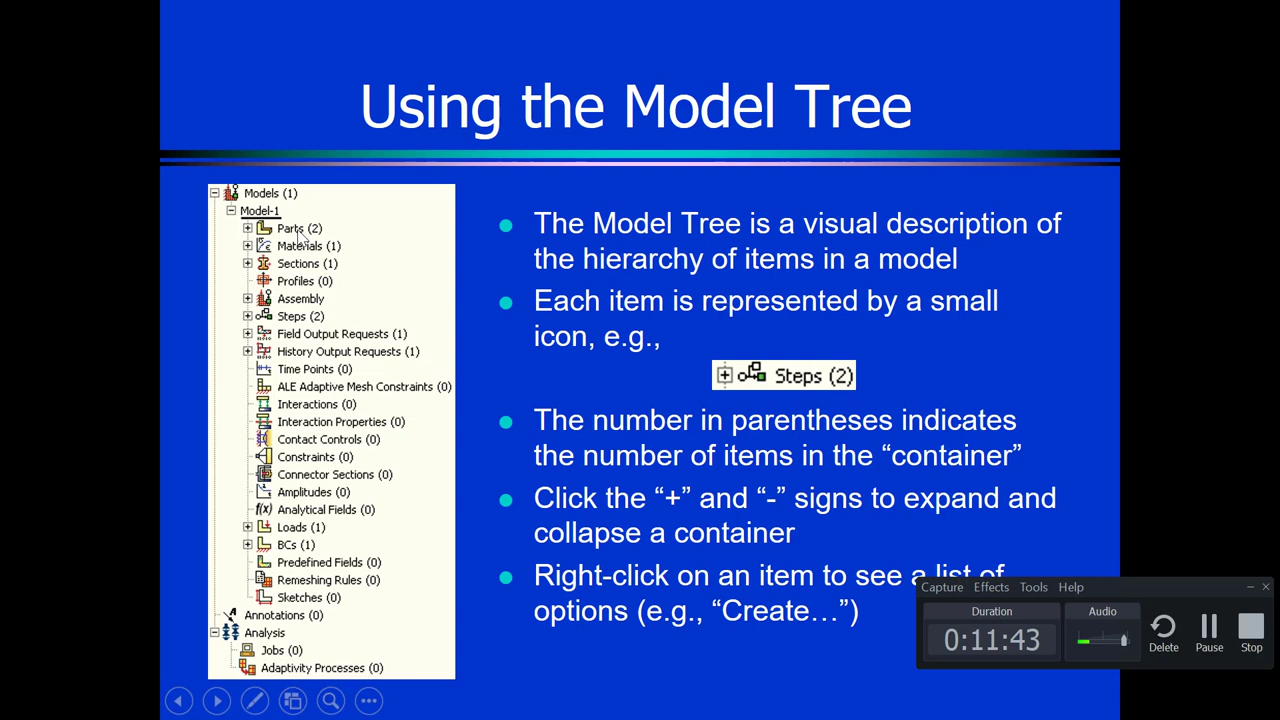 Using the Model Tree
Models (1)
Model-1
Parts (2)
Materials (1)
Sections (1)
Profiles (0)
Assembly
Steps (2)
Field Output Requests (1)
History Output Requests (1)
Time Points (0)
ALE Adaptive Mesh Constraints (0)
Interactions (0)
Interaction Properties (0)
Contact Controls (0)
Constraints (0)
Connector Sections (0)
Amplitudes (0)
Analytical Fields (0)
Loads (1)
BCs (1)
Predefined Fields (0)
Remeshing Rules (0)
Sketches (0)
Annotations (0)
Analysis
Jobs (0)
Adaptivity Processes (0)
The Model Tree is a visual description of
the hierarchy of items in a model
Each item is represented by a small
icon, e.g.,
Steps (2)
The number in parentheses indicates
the number of items in the “container”
Click the “+” and “-” signs to expand and
collapse a container
Right-click on an item to see a list of
options (e.g., “Create…”)
Capture Effects Tools Help
Duration Audio
0:11:43
Delete Pause Stop